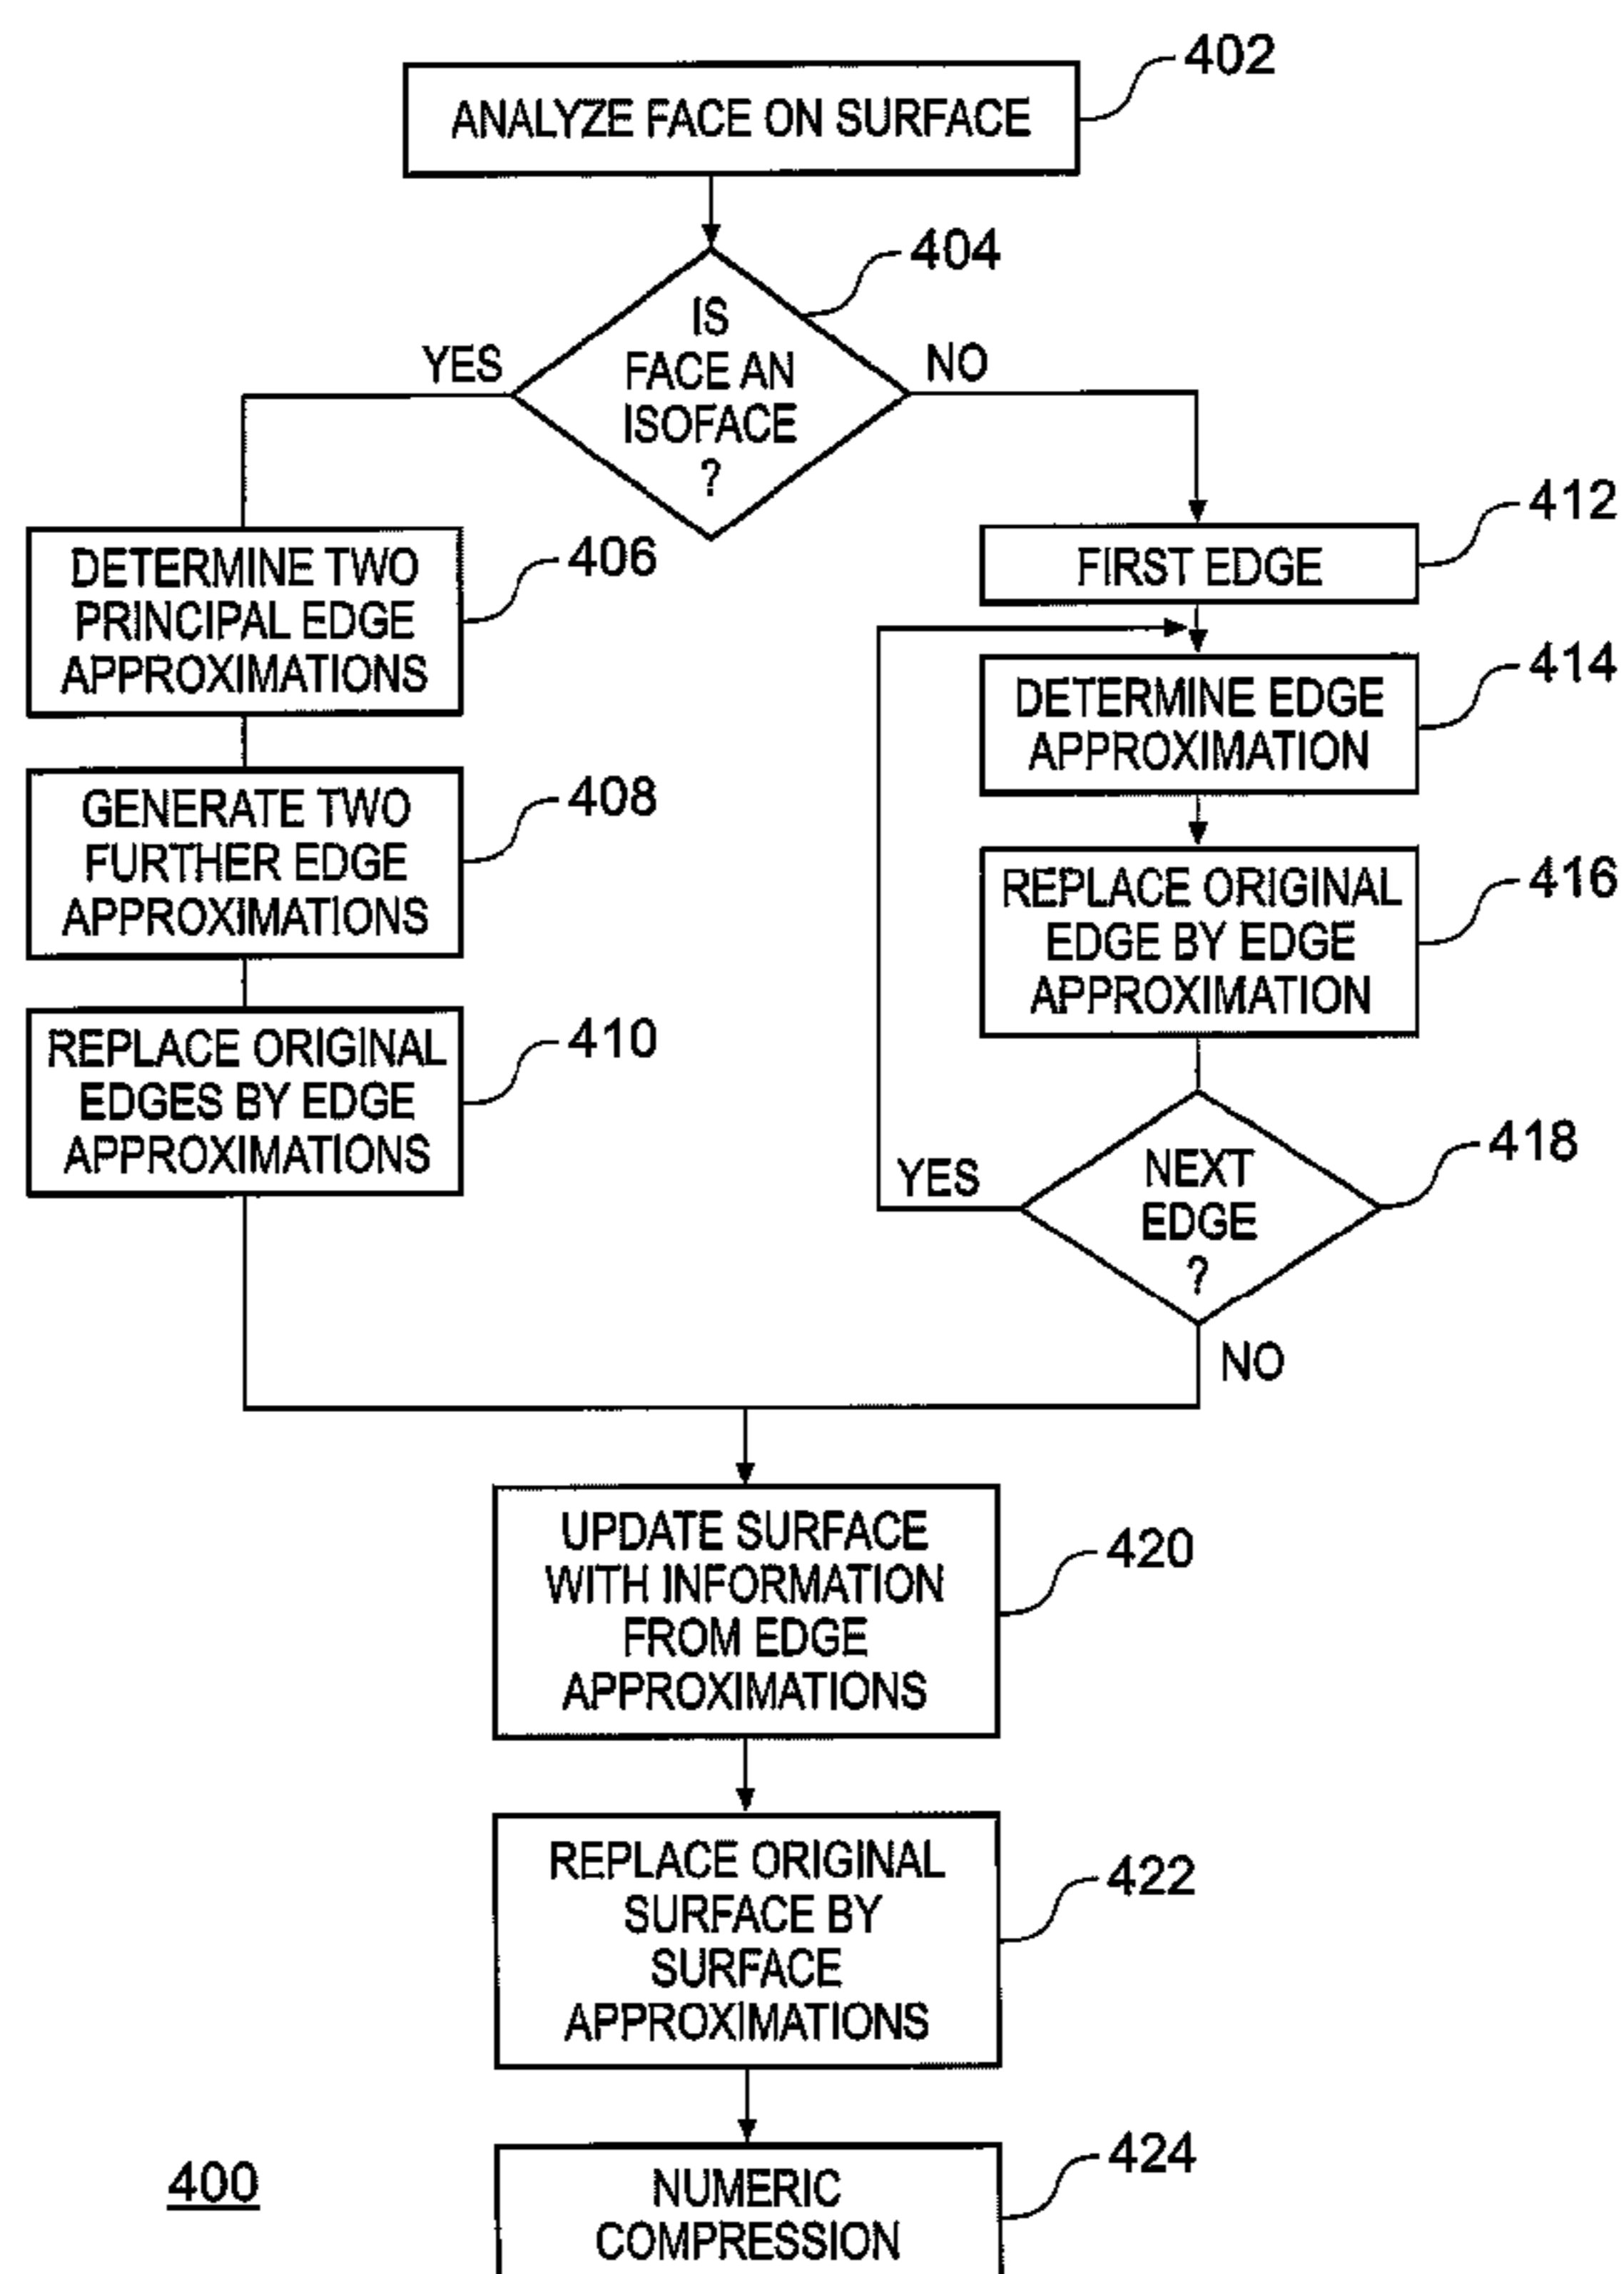 402
ANALYZE FACE ON SURFACE
404
IS
FACE AN
ISOFACE
?
YES
NO
406
DETERMINE TWO
PRINCIPAL EDGE
APPROXIMATIONS
408
GENERATE TWO
FURTHER EDGE
APPROXIMATIONS
410
REPLACE ORIGINAL
EDGES BY EDGE
APPROXIMATIONS
412
FIRST EDGE
414
DETERMINE EDGE
APPROXIMATION
416
REPLACE ORIGINAL
EDGE BY EDGE
APPROXIMATION
418
NEXT
EDGE
?
YES
NO
420
UPDATE SURFACE
WITH INFORMATION
FROM EDGE
APPROXIMATIONS
422
REPLACE ORIGINAL
SURFACE BY
SURFACE
APPROXIMATIONS
424
NUMERIC
COMPRESSION
400